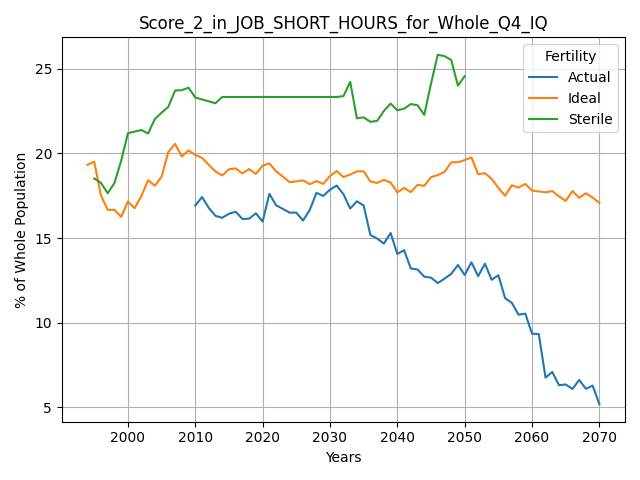 Score_2_in_JOB_SHORT_HOURS_for_Whole_Q4_IQ
Fertility
Actual
Ideal
Sterile
% of Whole Population
25
20
15
10
5
2000 2010 2020 2030 2040 2050 2060 2070
Years